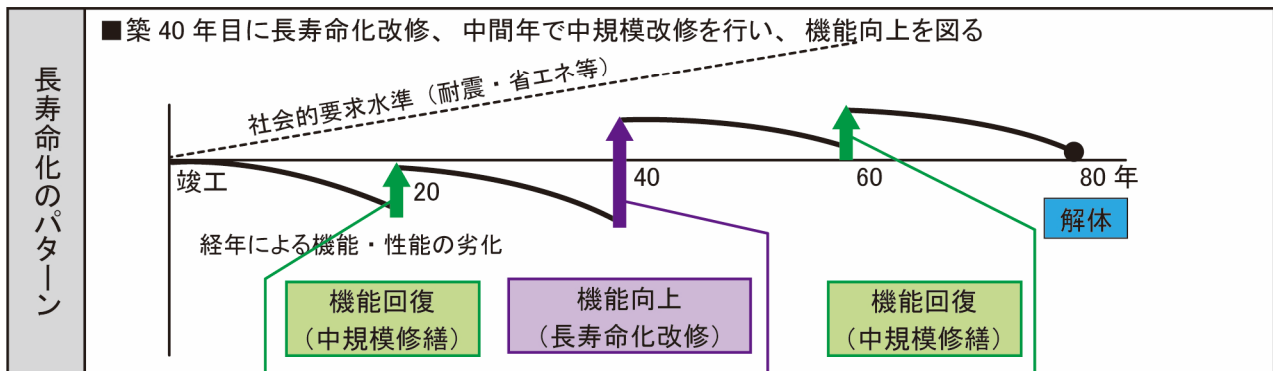 長寿命化のパターン
■築 40 年目に長寿命化改修、中間年で中規模改修を行い、機能向上を図る
社会的要求水準（耐震・省エネ等）
竣工
20
40
60
80 年
解体
経年による機能・性能の劣化
機能回復
（中規模修繕）
機能向上
（長寿命化改修）
機能回復
（中規模修繕）